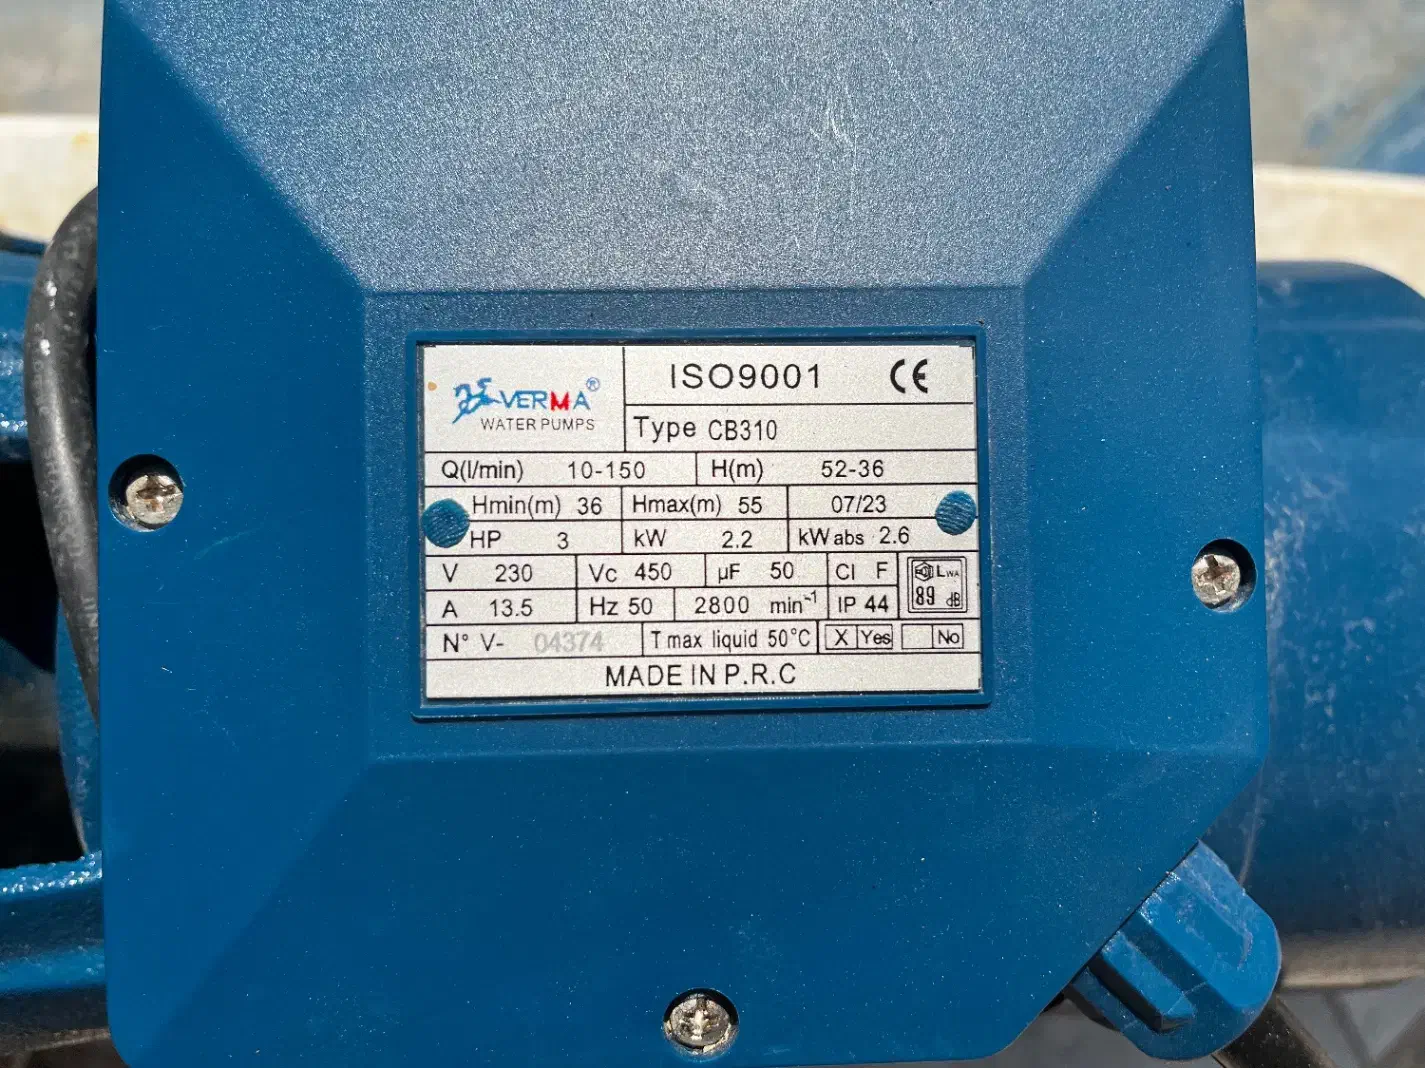 VERMA®
WATER PUMPS
ISO9001 CE
Type CB310
Q(l/min) 10-150 H(m) 52-36
Hmin(m) 36 Hmax(m) 55 07/23
HP 3 kW 2.2 kW abs 2.6
V 230 Vc 450 µF 50 Cl F LWA
A 13.5 Hz 50 2800 min⁻¹ IP 44 89 dB
N° V- 04374 T max liquid 50°C X Yes No
MADE IN P.R.C